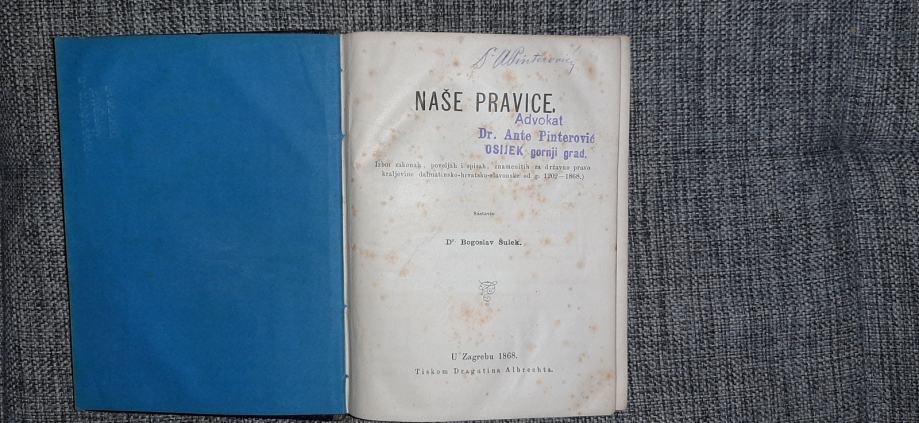 Dr A Pinterović
NAŠE PRAVICE.
Advokat
Dr. Ante Pinterović
OSIJEK gornji grad.
Izbor zakonah, poveljah i spisah, znamenitih za državno pravo
kraljevine dalmatinsko-hrvatsko-slavonske od g. 1202—1868.)
Sastavio
Dr Bogoslav Šulek.
U Zagrebu 1868.
Tiskom Dragutina Albrechta.